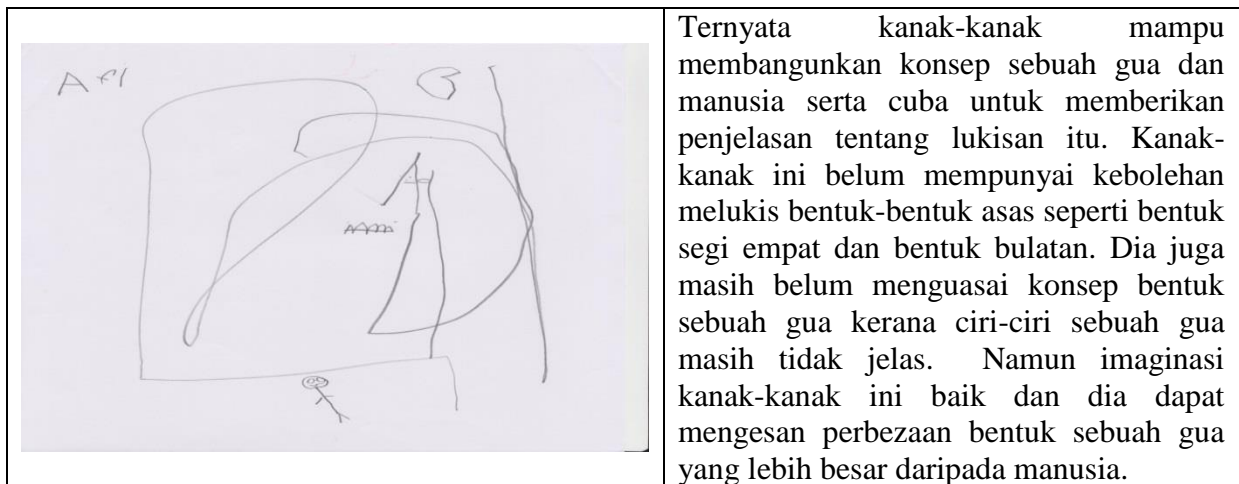 Ternyata kanak-kanak mampu
membangunkan konsep sebuah gua dan
manusia serta cuba untuk memberikan
penjelasan tentang lukisan itu. Kanak-
kanak ini belum mempunyai kebolehan
melukis bentuk-bentuk asas seperti bentuk
segi empat dan bentuk bulatan. Dia juga
masih belum menguasai konsep bentuk
sebuah gua kerana ciri-ciri sebuah gua
masih tidak jelas. Namun imaginasi
kanak-kanak ini baik dan dia dapat
mengesan perbezaan bentuk sebuah gua
yang lebih besar daripada manusia.